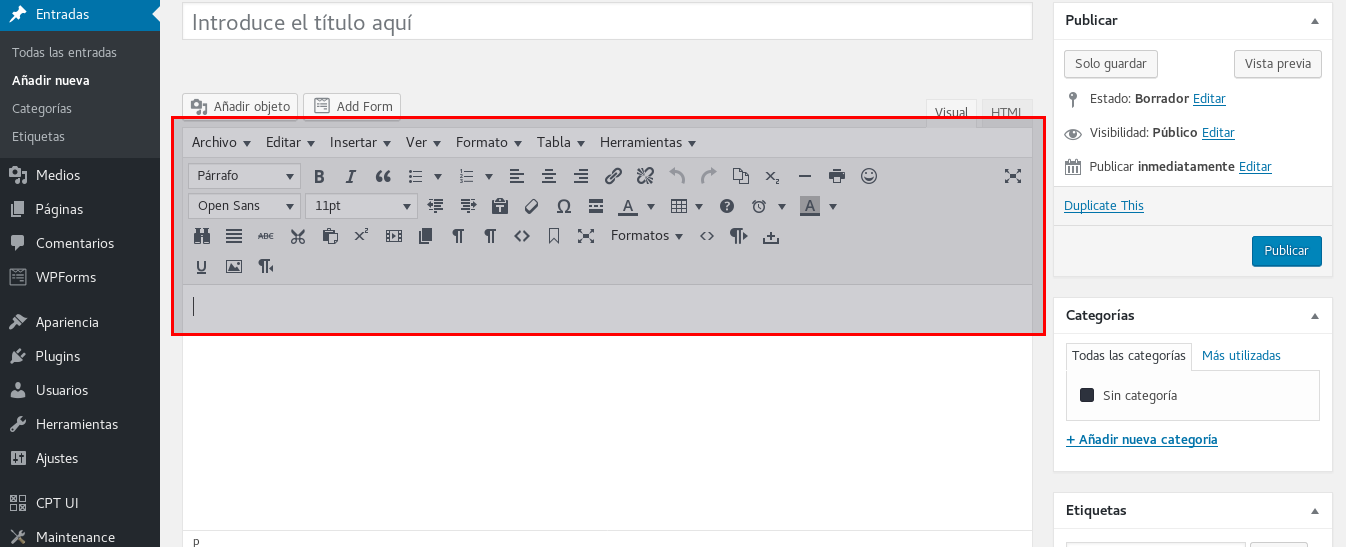 Entradas
Todas las entradas
Añadir nueva
Categorías
Etiquetas
Medios
Páginas
Comentarios
WPForms
Apariencia
Plugins
Usuarios
Herramientas
Ajustes
CPT UI
Maintenance
Introduce el título aquí
Añadir objeto Add Form
Visual HTML
Archivo Editar Insertar Ver Formato Tabla Herramientas
Párrafo B I
Open Sans 11pt A A
ABC Formatos
U
P
Publicar
Solo guardar Vista previa
Estado: Borrador Editar
Visibilidad: Público Editar
Publicar inmediatamente Editar
Duplicate This
Publicar
Categorías
Todas las categorías Más utilizadas
Sin categoría
+ Añadir nueva categoría
Etiquetas